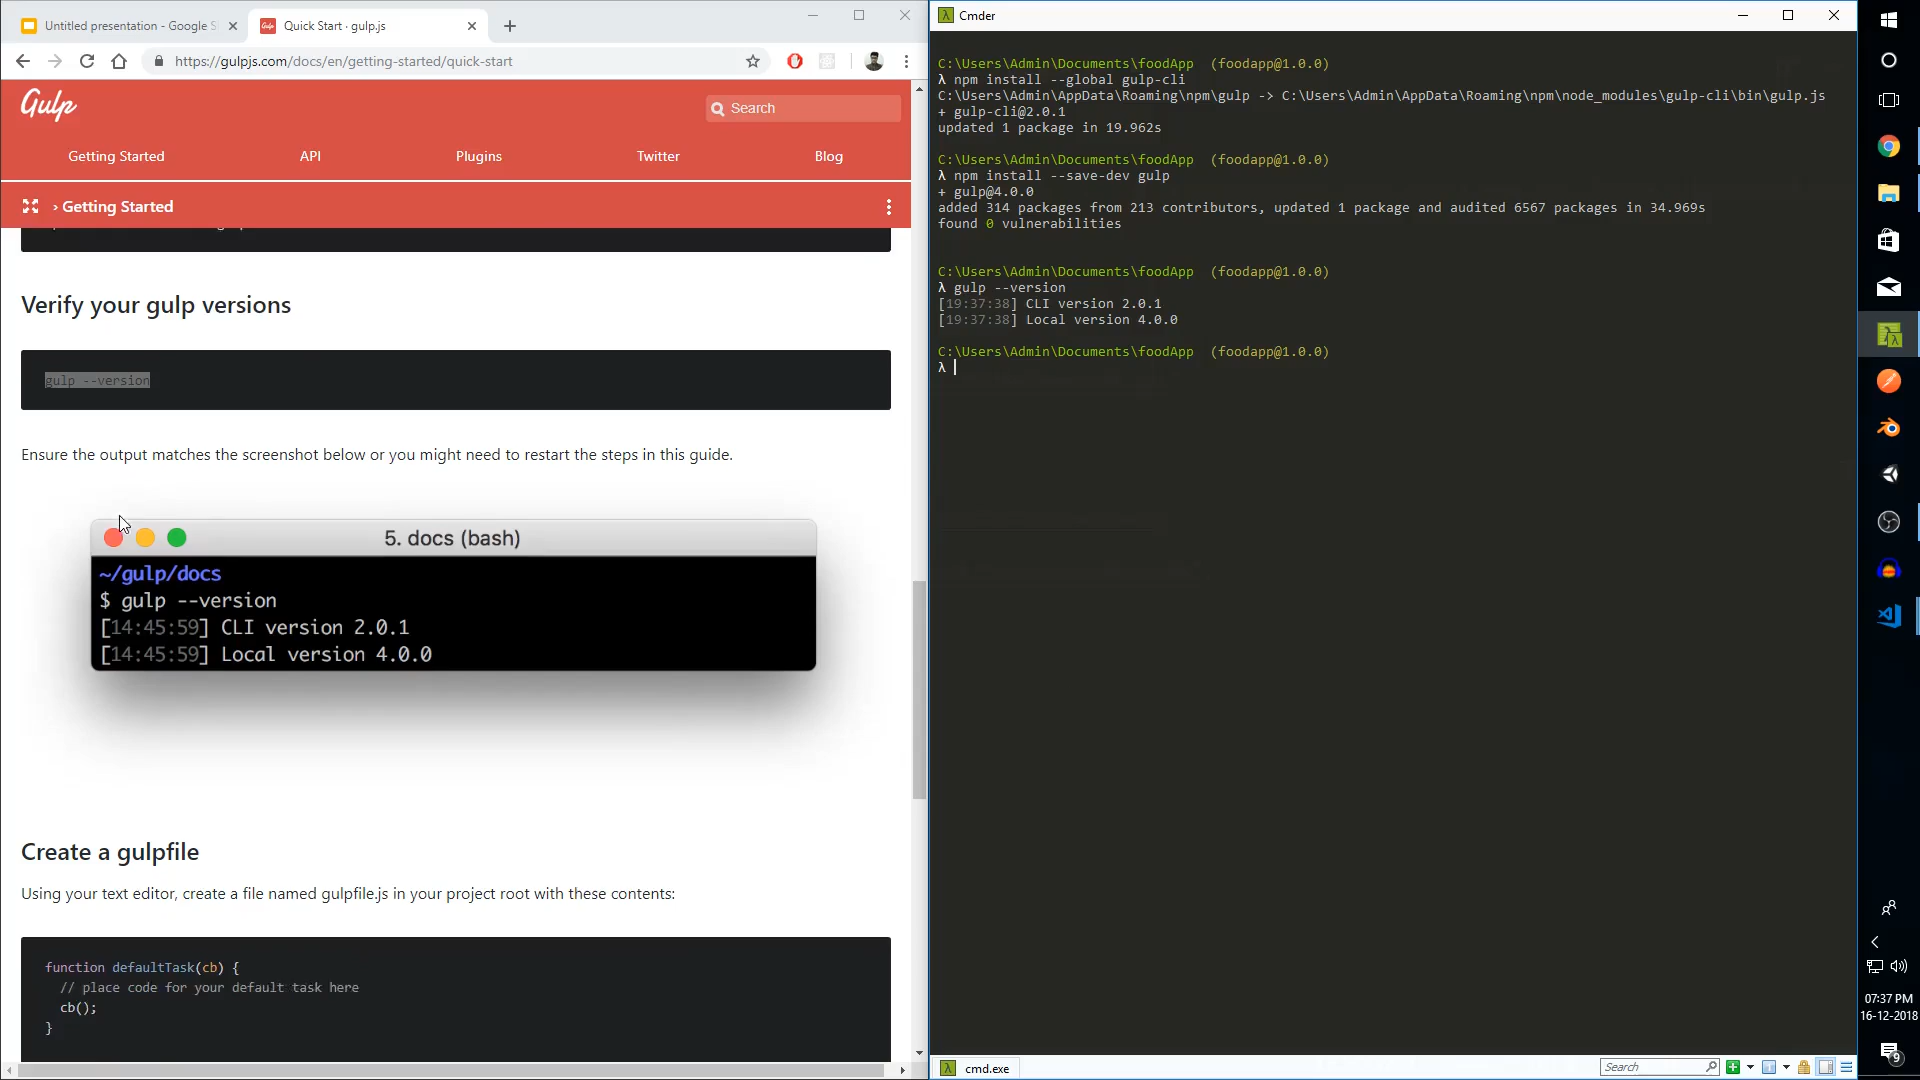 Untitled presentation - Google S
Quick Start · gulp.js
https://gulpjs.com/docs/en/getting-started/quick-start
Gulp
Search
Getting Started
API
Plugins
Twitter
Blog
› Getting Started
Verify your gulp versions
gulp --version
Ensure the output matches the screenshot below or you might need to restart the steps in this guide.
5. docs (bash)
~/gulp/docs
$ gulp --version
[14:45:59] CLI version 2.0.1
[14:45:59] Local version 4.0.0
Create a gulpfile
Using your text editor, create a file named gulpfile.js in your project root with these contents:
function defaultTask(cb) {
// place code for your default task here
cb();
}
Cmder
C:\Users\Admin\Documents\foodApp (foodapp@1.0.0)
λ npm install --global gulp-cli
C:\Users\Admin\AppData\Roaming\npm\gulp -> C:\Users\Admin\AppData\Roaming\npm\node_modules\gulp-cli\bin\gulp.js
+ gulp-cli@2.0.1
updated 1 package in 19.962s
C:\Users\Admin\Documents\foodApp (foodapp@1.0.0)
λ npm install --save-dev gulp
+ gulp@4.0.0
added 314 packages from 213 contributors, updated 1 package and audited 6567 packages in 34.969s
found 0 vulnerabilities
C:\Users\Admin\Documents\foodApp (foodapp@1.0.0)
λ gulp --version
[19:37:38] CLI version 2.0.1
[19:37:38] Local version 4.0.0
C:\Users\Admin\Documents\foodApp (foodapp@1.0.0)
λ
cmd.exe
Search
07:37 PM
16-12-2018
9